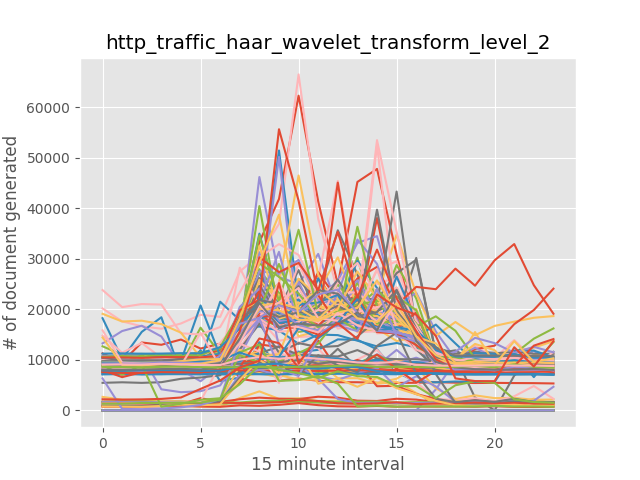 http_traffic_haar_wavelet_transform_level_2
# of document generated
60000
50000
40000
30000
20000
10000
0
0 5 10 15 20
15 minute interval